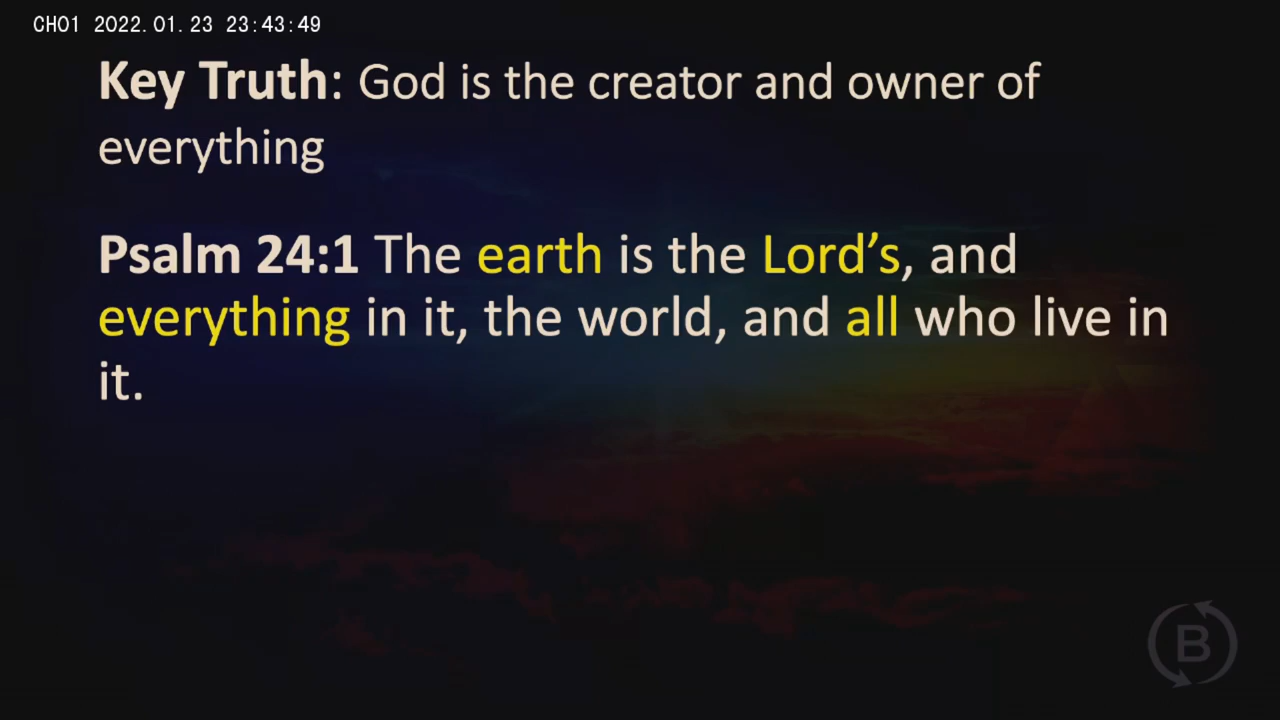 CH01 2022.01.23 23:43:49
Key Truth: God is the creator and owner of
everything
Psalm 24:1 The earth is the Lord’s, and
everything in it, the world, and all who live in
it.
B